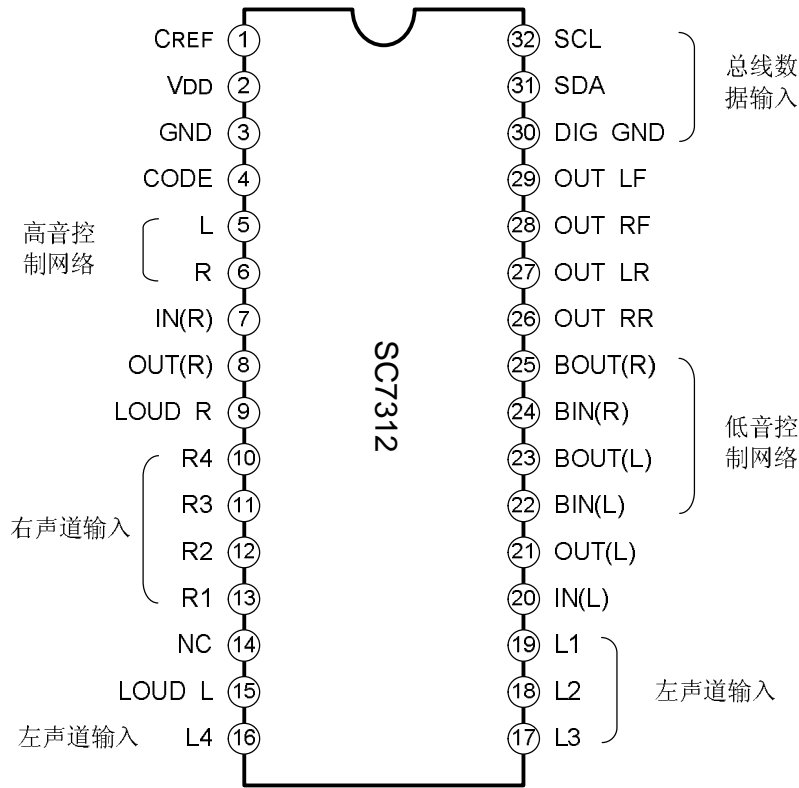 CREF 1
VDD 2
GND 3
CODE 4
高音控
制网络
L 5
R 6
IN(R) 7
OUT(R) 8
LOUD R 9
右声道输入
R4 10
R3 11
R2 12
R1 13
NC 14
LOUD L 15
左声道输入 L4 16
SC7312
32 SCL
31 SDA
30 DIG GND
总线数
据输入
29 OUT LF
28 OUT RF
27 OUT LR
26 OUT RR
25 BOUT(R)
24 BIN(R)
23 BOUT(L)
22 BIN(L)
低音控
制网络
21 OUT(L)
20 IN(L)
19 L1
18 L2
17 L3
左声道输入